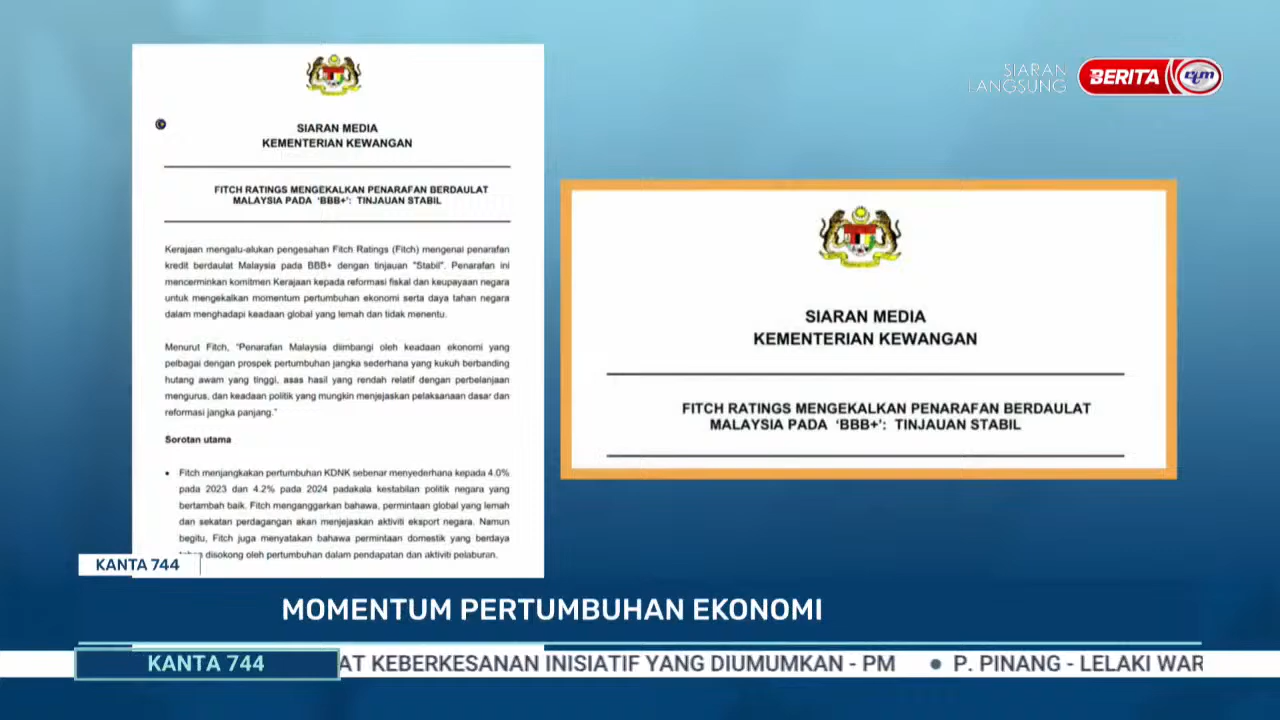 SIARAN LANGSUNG
BERITA rtm
SIARAN MEDIA
KEMENTERIAN KEWANGAN
FITCH RATINGS MENGEKALKAN PENARAFAN BERDAULAT
MALAYSIA PADA 'BBB+': TINJAUAN STABIL
Kerajaan mengalu-alukan pengesahan Fitch Ratings (Fitch) mengenai penarafan
kredit berdaulat Malaysia pada BBB+ dengan tinjauan "Stabil". Penarafan ini
mencerminkan komitmen Kerajaan kepada reformasi fiskal dan keupayaan negara
untuk mengekalkan momentum pertumbuhan ekonomi serta daya tahan negara
dalam menghadapi keadaan global yang lemah dan tidak menentu.
Menurut Fitch, "Penarafan Malaysia diimbangi oleh keadaan ekonomi yang
pelbagai dengan prospek pertumbuhan jangka sederhana yang kukuh berbanding
hutang awam yang tinggi, asas hasil yang rendah relatif dengan perbelanjaan
mengurus, dan keadaan politik yang mungkin menjejaskan pelaksanaan dasar dan
reformasi jangka panjang."
Sorotan utama
• Fitch menjangkakan pertumbuhan KDNK sebenar menyederhana kepada 4.0%
pada 2023 dan 4.2% pada 2024 padakala kestabilan politik negara yang
bertambah baik. Fitch menganggarkan bahawa, permintaan global yang lemah
dan sekatan perdagangan akan menjejaskan aktiviti eksport negara. Namun
begitu, Fitch juga menyatakan bahawa permintaan domestik yang berdaya
disokong oleh pertumbuhan dalam pendapatan dan aktiviti pelaburan.
SIARAN MEDIA
KEMENTERIAN KEWANGAN
FITCH RATINGS MENGEKALKAN PENARAFAN BERDAULAT
MALAYSIA PADA 'BBB+': TINJAUAN STABIL
KANTA 744
MOMENTUM PERTUMBUHAN EKONOMI
KANTA 744 AT KEBERKESANAN INISIATIF YANG DIUMUMKAN - PM • P. PINANG - LELAKI WAR